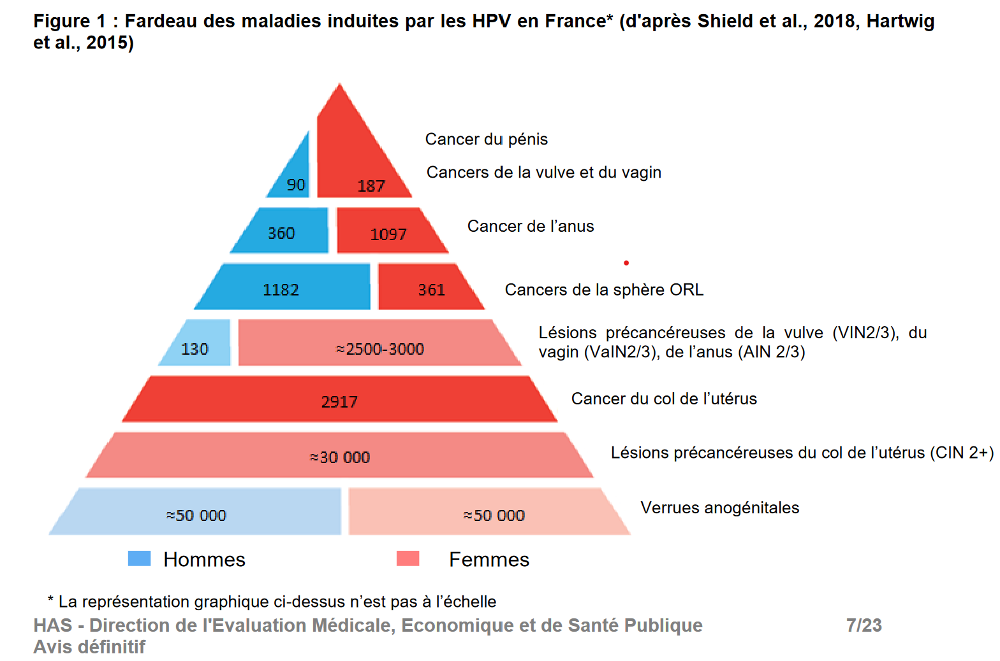 Figure 1 : Fardeau des maladies induites par les HPV en France* (d'après Shield et al., 2018, Hartwig
et al., 2015)
Cancer du pénis
Cancers de la vulve et du vagin
90
187
360
1097
Cancer de l’anus
1182
361
Cancers de la sphère ORL
130
≈2500-3000
Lésions précancéreuses de la vulve (VIN2/3), du
vagin (VaIN2/3), de l’anus (AIN 2/3)
2917
Cancer du col de l’utérus
≈30 000
Lésions précancéreuses du col de l’utérus (CIN 2+)
≈50 000
≈50 000
Verrues anogénitales
Hommes
Femmes
* La représentation graphique ci-dessus n’est pas à l’échelle
HAS - Direction de l'Evaluation Médicale, Economique et de Santé Publique 7/23
Avis définitif